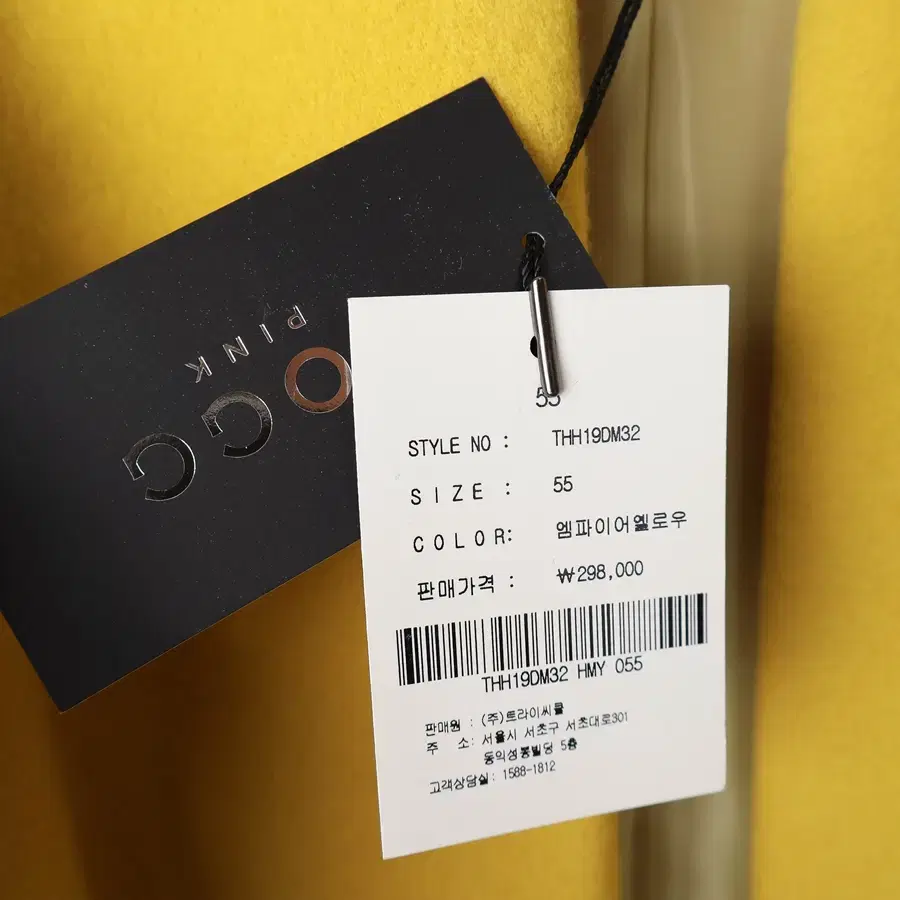 OGG
PINK
55
STYLE NO : THH19DM32
SIZE : 55
COLOR: 엠파이어옐로우
판매가격 : ₩298,000
THH19DM32 HMY 055
판매원 : (주)트라이씨클
주 소: 서울시 서초구 서초대로301
동익성봉빌딩 5층
고객상담실: 1588-1812